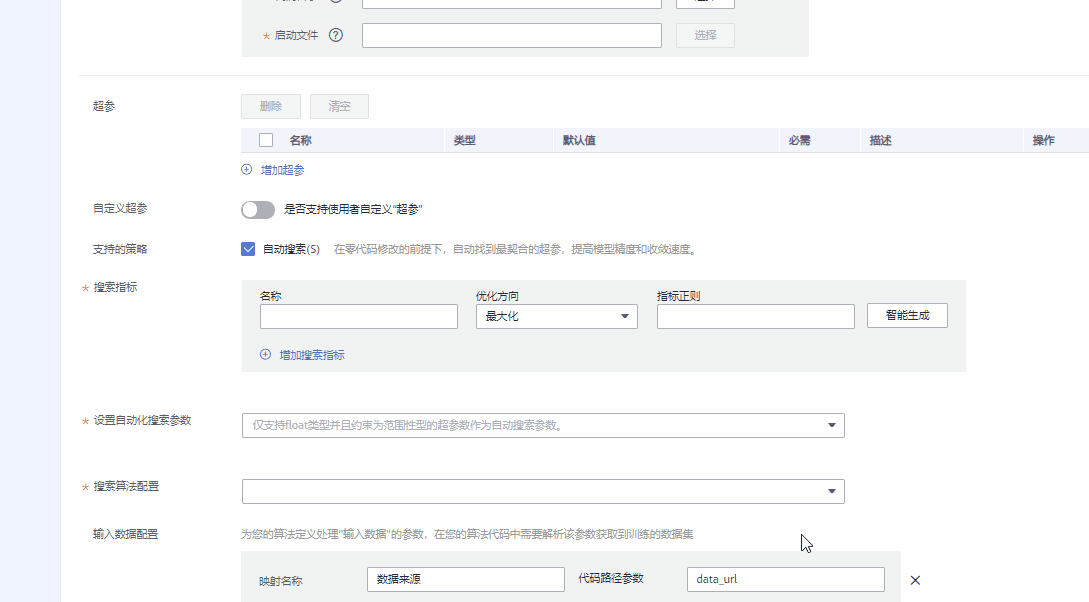 * 启动文件 ? 选择
超参 删除 清空
名称 类型 默认值 必需 描述 操作
增加超参
自定义超参 是否支持使用者自定义“超参”
支持的策略 自动搜索(S) 在零代码修改的前提下，自动找到最契合的超参，提高模型精度和收敛速度。
* 搜索指标 名称 优化方向 指标正则
最大化 智能生成
增加搜索指标
* 设置自动化搜索参数 仅支持float类型并且约束为范围性型的超参数作为自动搜索参数。
* 搜索算法配置
输入数据配置 为您的算法定义处理“输入数据”的参数，在您的算法代码中需要解析该参数获取到训练的数据集
映射名称 数据来源 代码路径参数 data_url